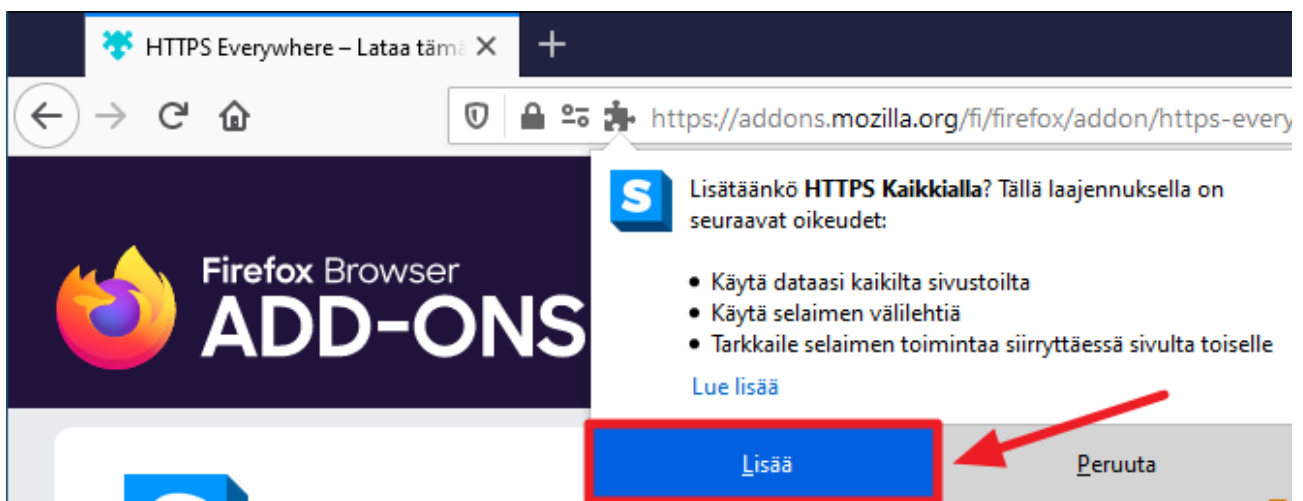 HTTPS Everywhere – Lataa tämä
https://addons.mozilla.org/fi/firefox/addon/https-every
Lisätäänkö HTTPS Kaikkialla? Tällä laajennuksella on
seuraavat oikeudet:
• Käytä dataasi kaikilta sivustoilta
• Käytä selaimen välilehtiä
• Tarkkaile selaimen toimintaa siirryttäessä sivulta toiselle
Lue lisää
Lisää
Peruuta
Firefox Browser
ADD-ONS
S